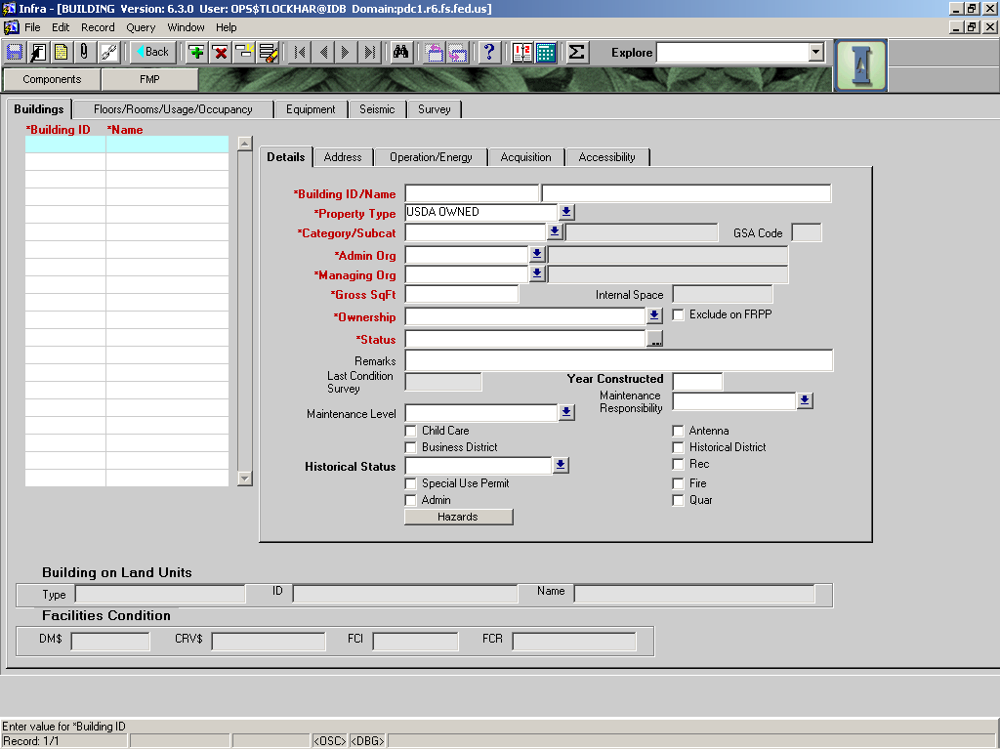 Infra - [BUILDING Version: 6.3.0 User: OPS$TLOCKHAR@IDB Domain:pdc1.r6.fs.fed.us]
File Edit Record Query Window Help
Back ? Σ Explore
Components FMP
Buildings Floors/Rooms/Usage/Occupancy Equipment Seismic Survey
*Building ID *Name
Details Address Operation/Energy Acquisition Accessibility
*Building ID/Name
*Property Type USDA OWNED
*Category/Subcat GSA Code
*Admin Org
*Managing Org
*Gross SqFt Internal Space
*Ownership Exclude on FRPP
*Status ...
Remarks
Last Condition Survey Year Constructed
Maintenance Level Maintenance Responsibility
Child Care Antenna
Business District Historical District
Historical Status Rec
Special Use Permit Fire
Admin Quar
Hazards
Building on Land Units
Type ID Name
Facilities Condition
DM$ CRV$ FCI FCR
Enter value for *Building ID
Record: 1/1 <OSC> <DBG>